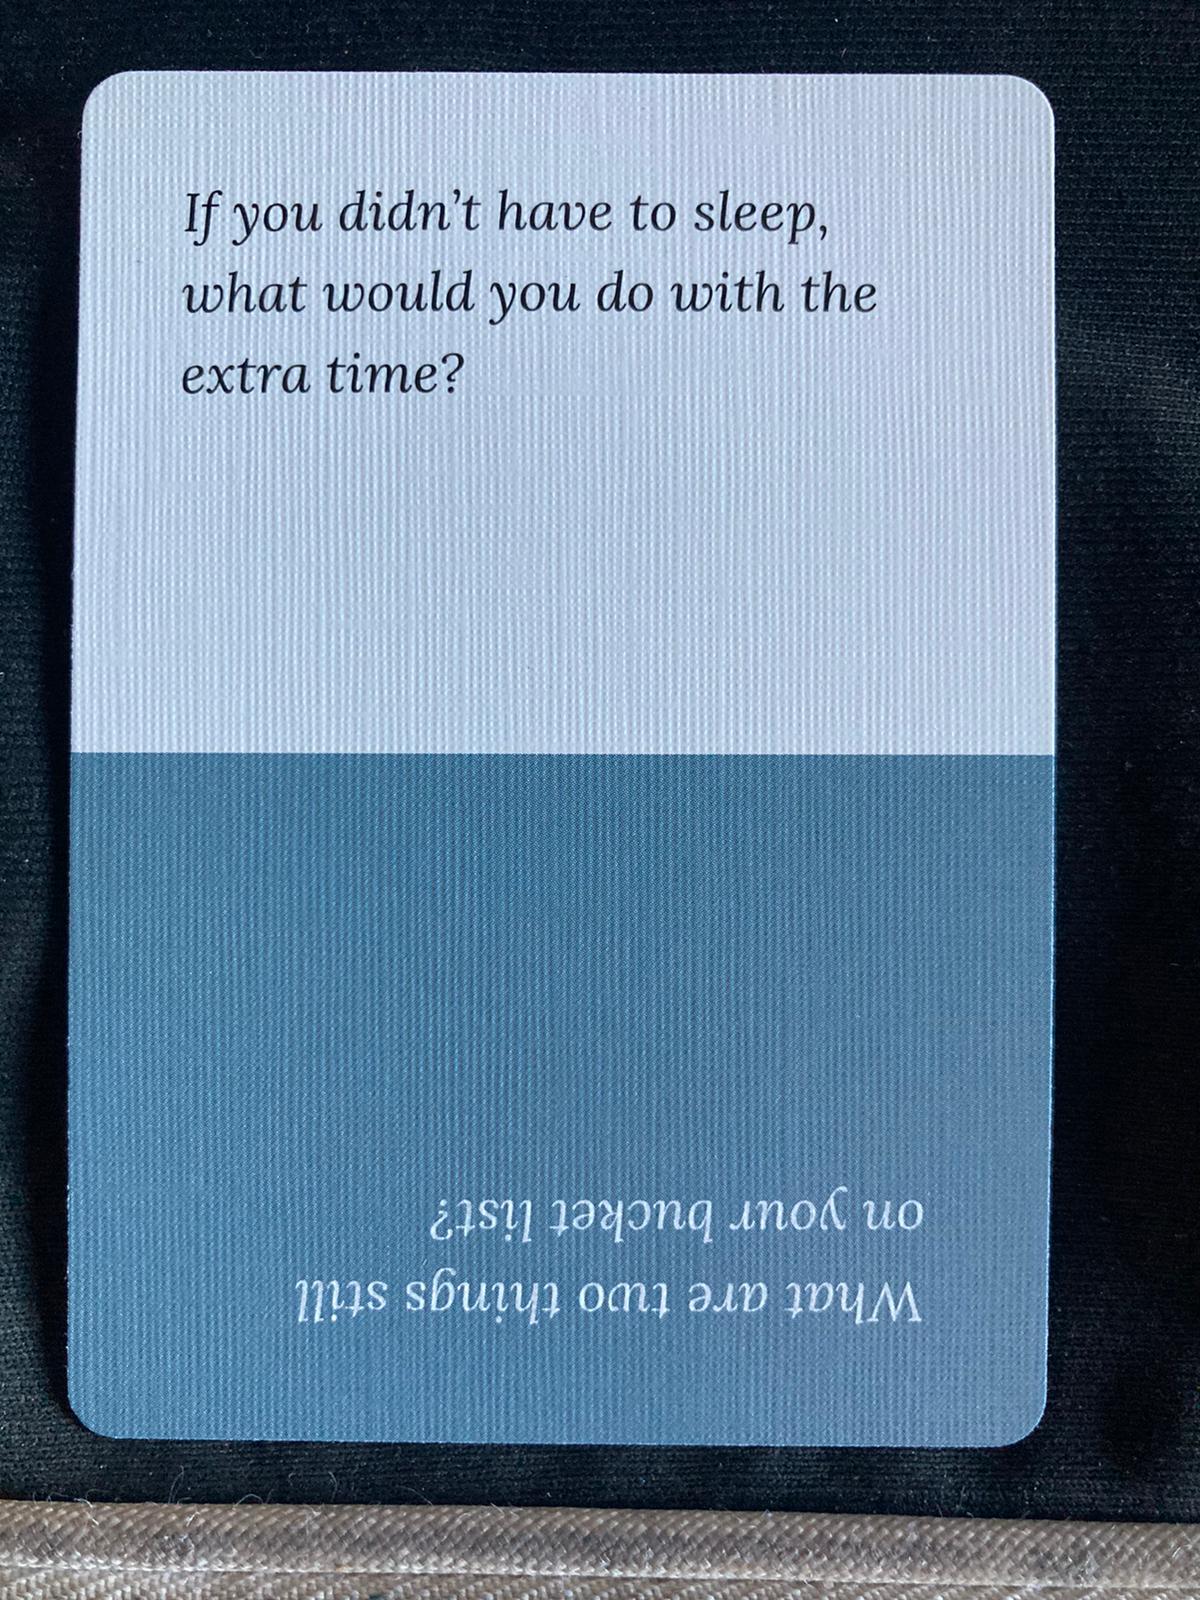 If you didn't have to sleep,
what would you do with the
extra time?
What are two things still
on your bucket list?